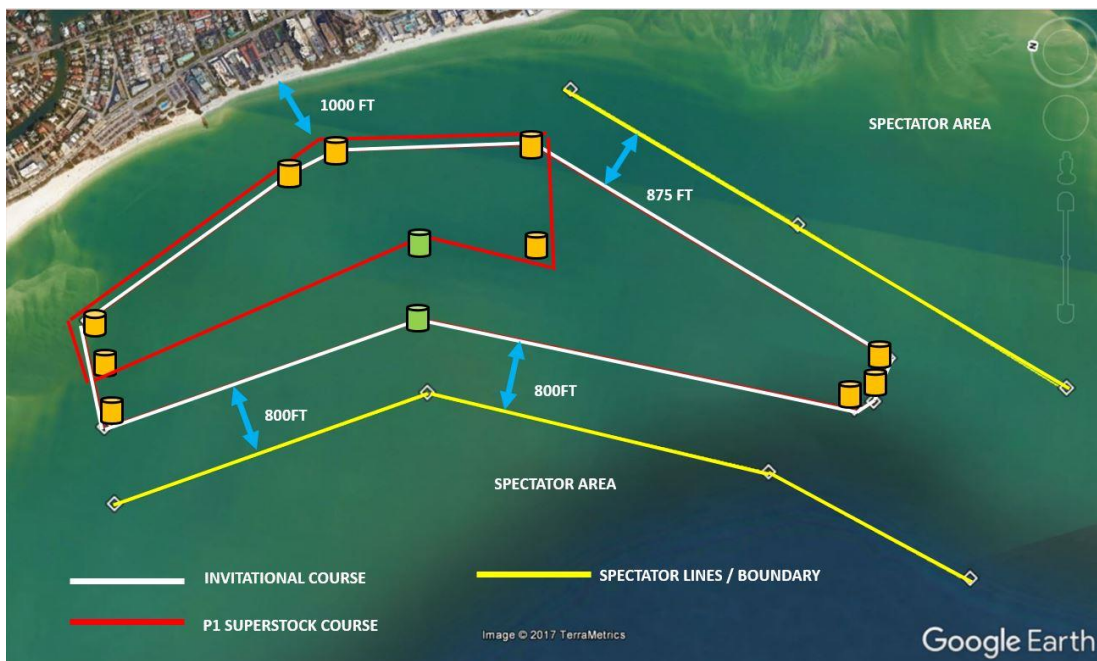 N
1000 FT
SPECTATOR AREA
875 FT
800FT
800FT
SPECTATOR AREA
INVITATIONAL COURSE
SPECTATOR LINES / BOUNDARY
P1 SUPERSTOCK COURSE
Image © 2017 TerraMetrics
Google Earth